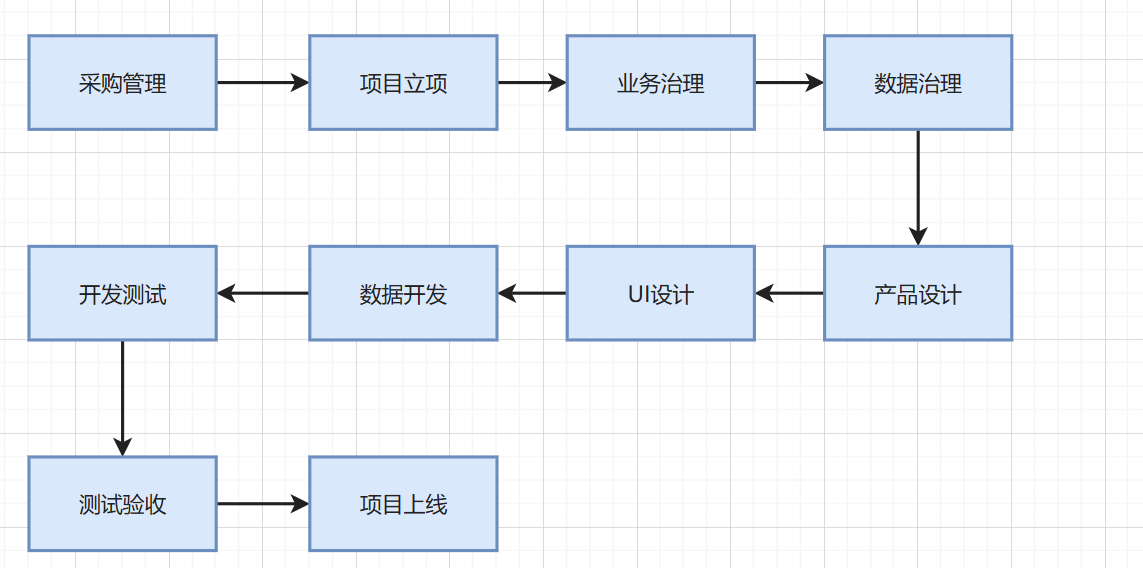 采购管理
项目立项
业务治理
数据治理
产品设计
UI设计
数据开发
开发测试
测试验收
项目上线